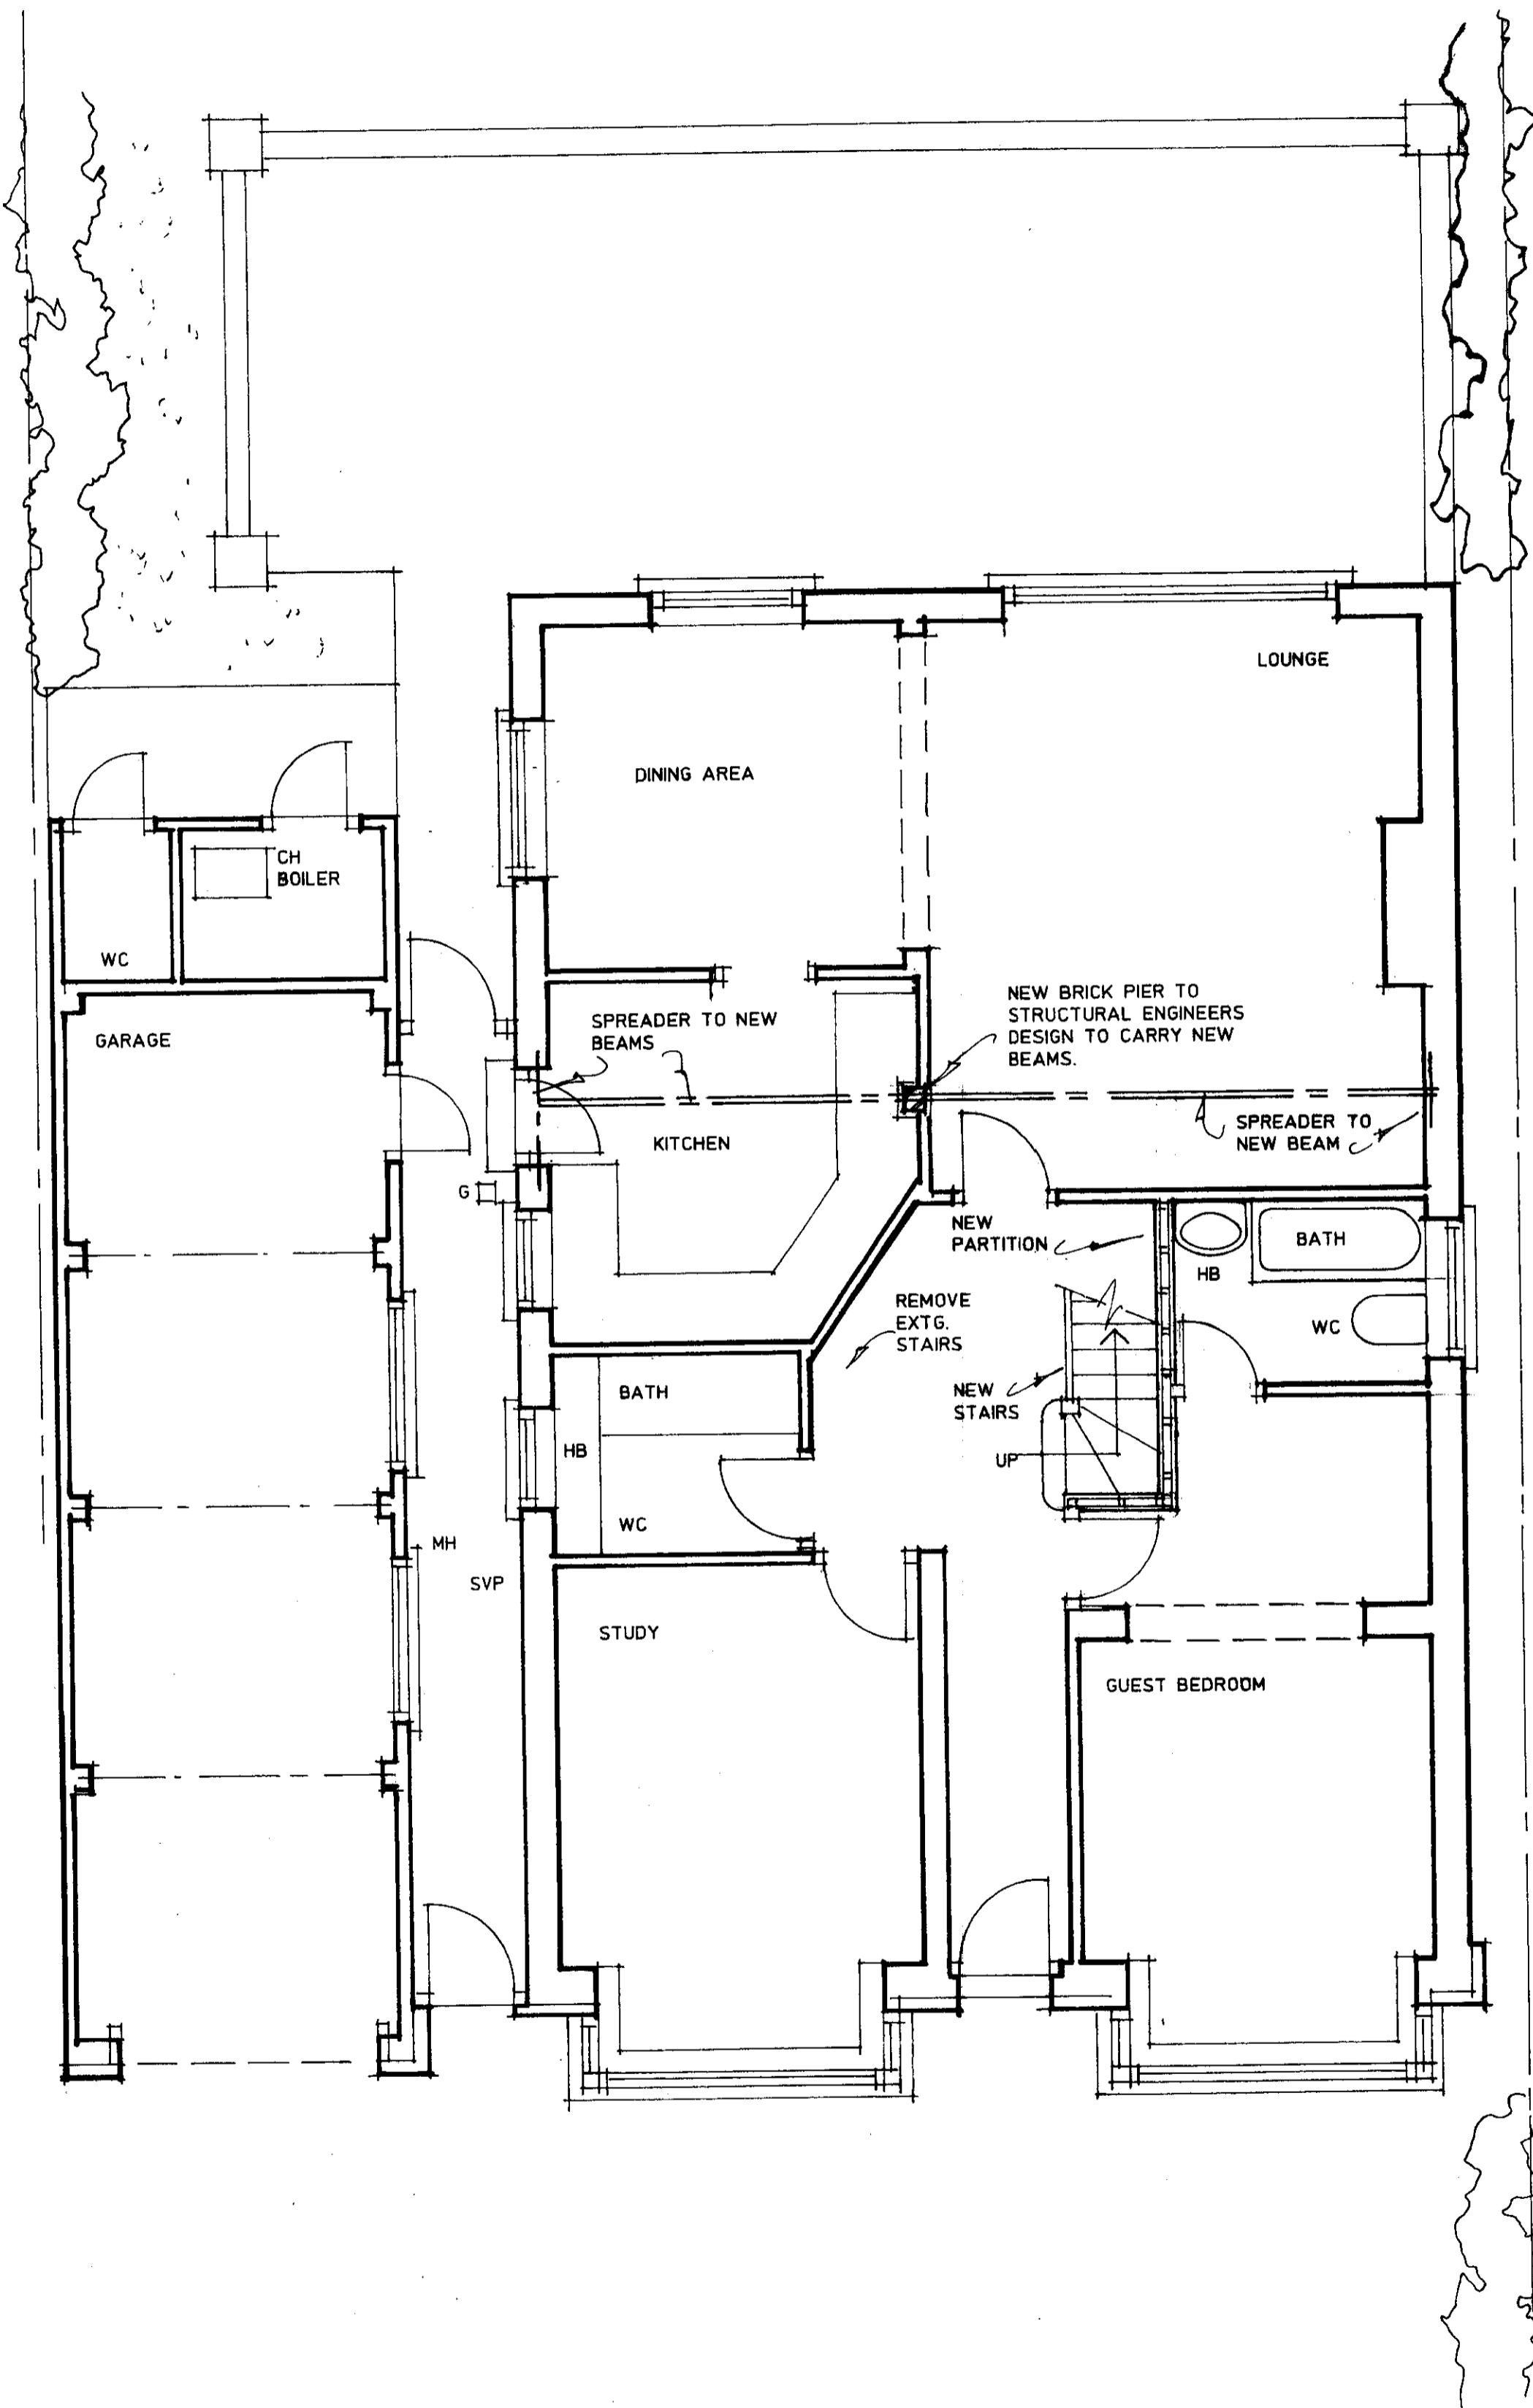 LOUNGE
DINING AREA
CH
BOILER
WC
GARAGE
SPREADER TO NEW
BEAMS
NEW BRICK PIER TO
STRUCTURAL ENGINEERS
DESIGN TO CARRY NEW
BEAMS.
KITCHEN
SPREADER TO
NEW BEAM
G
NEW
PARTITION
BATH
HB
REMOVE
EXTG.
STAIRS
WC
NEW
STAIRS
BATH
HB
UP
WC
MH
SVP
STUDY
GUEST BEDROOM